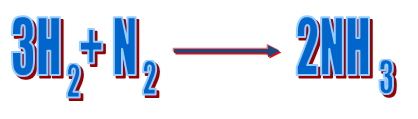 3H₂+ N₂ → 2NH₃